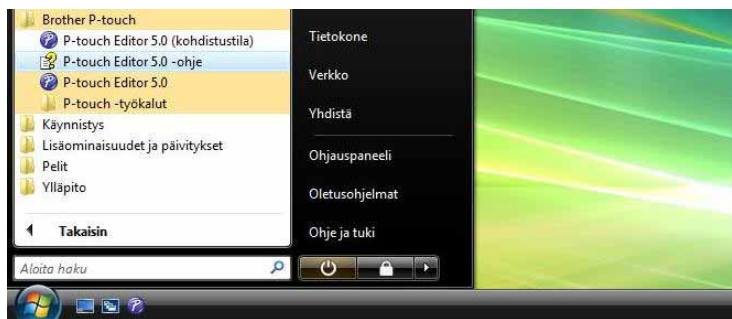 Brother P-touch
P-touch Editor 5.0 (kohdistustila)
P-touch Editor 5.0 -ohje
P-touch Editor 5.0
P-touch -työkalut
Käynnistys
Lisäominaisuudet ja päivitykset
Pelit
Ylläpito
Takaisin
Aloita haku
Tietokone
Verkko
Yhdistä
Ohjauspaneeli
Oletusohjelmat
Ohje ja tuki